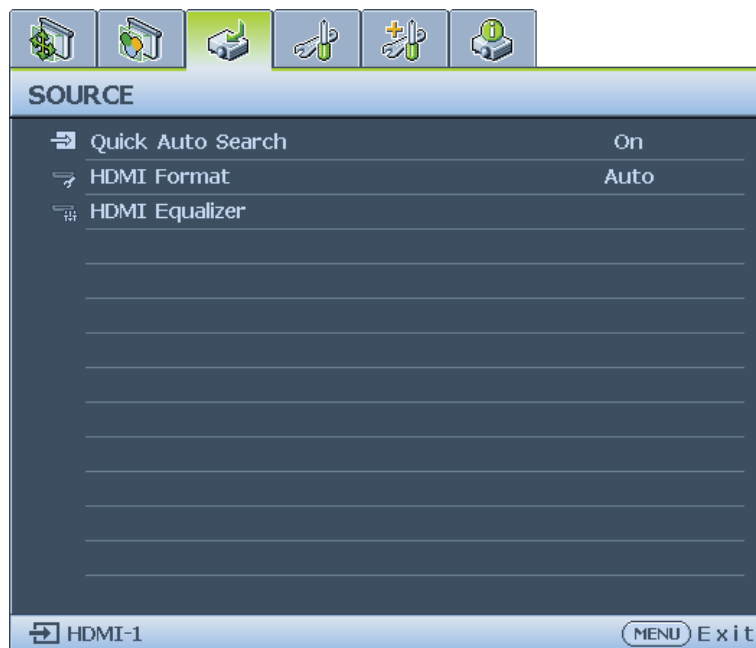 SOURCE
Quick Auto Search On
HDMI Format Auto
HDMI Equalizer
HDMI-1 MENU Exit